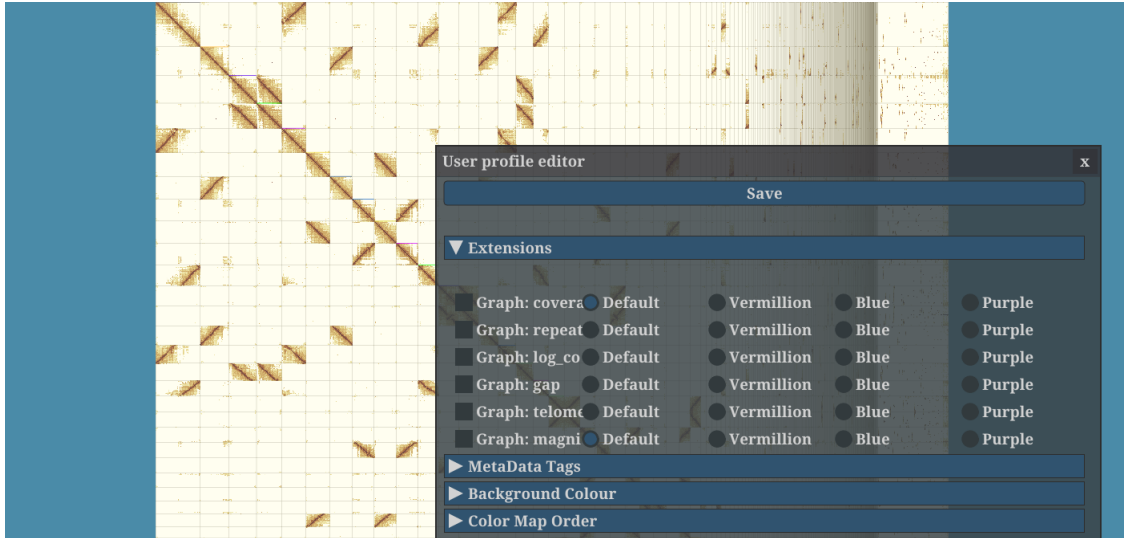 User profile editor x
Save
Extensions
Graph: covera Default Vermillion Blue Purple
Graph: repeat Default Vermillion Blue Purple
Graph: log_co Default Vermillion Blue Purple
Graph: gap Default Vermillion Blue Purple
Graph: telome Default Vermillion Blue Purple
Graph: magni Default Vermillion Blue Purple
MetaData Tags
Background Colour
Color Map Order